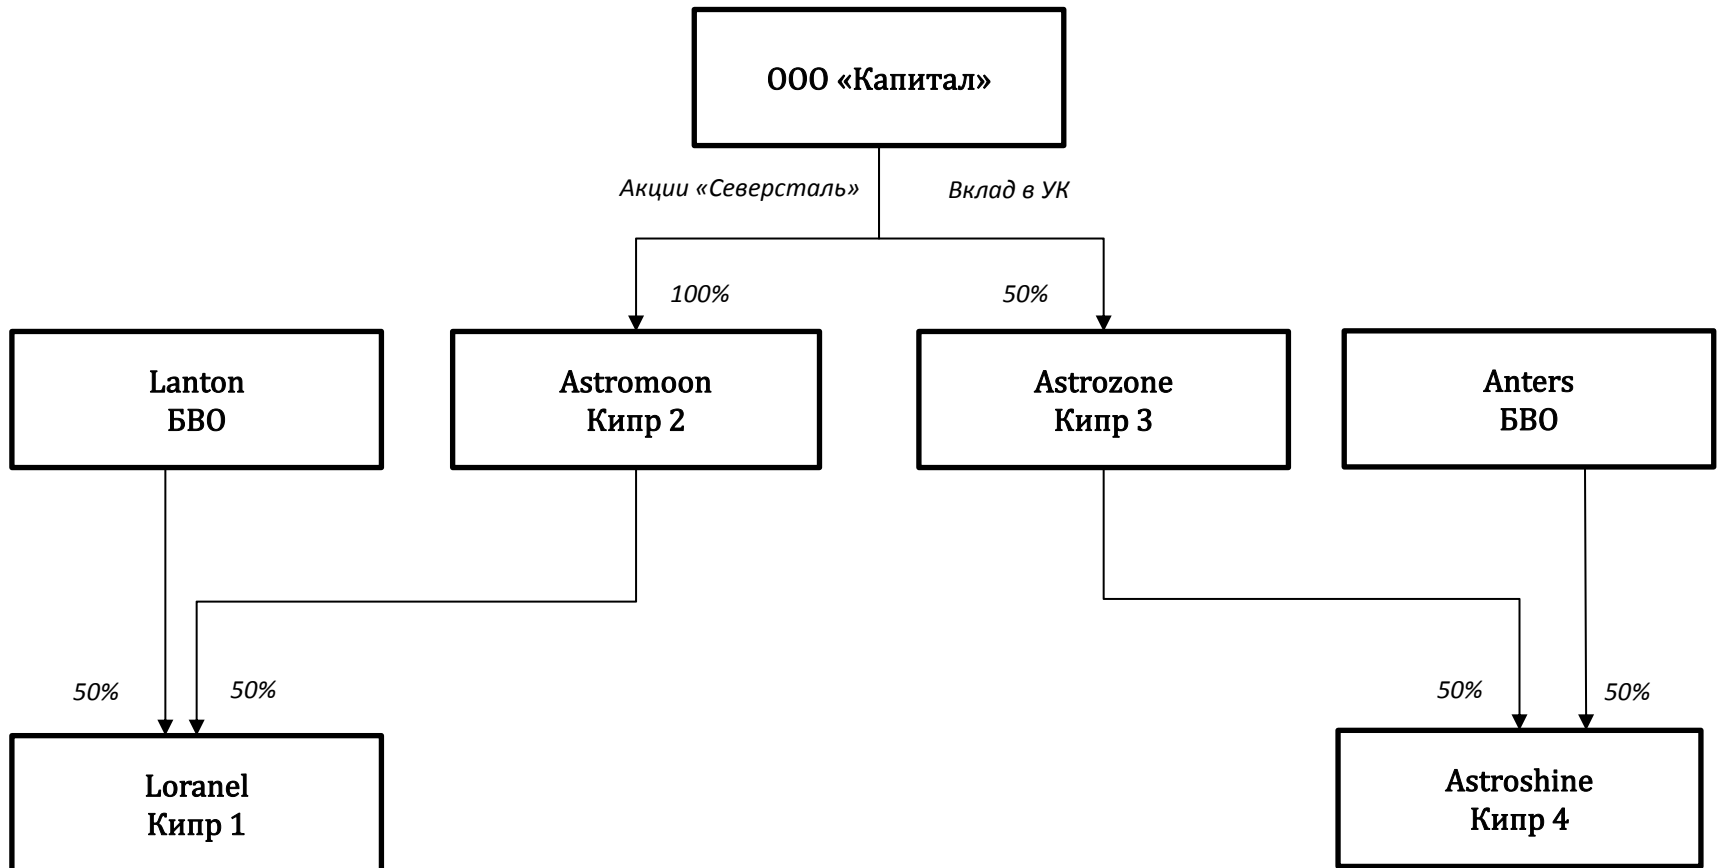 ООО «Капитал»
Акции «Северсталь»
Вклад в УК
100%
50%
Lanton
БВО
Astromoon
Кипр 2
Astrozone
Кипр 3
Anters
БВО
50%
50%
50%
50%
Loranel
Кипр 1
Astroshine
Кипр 4